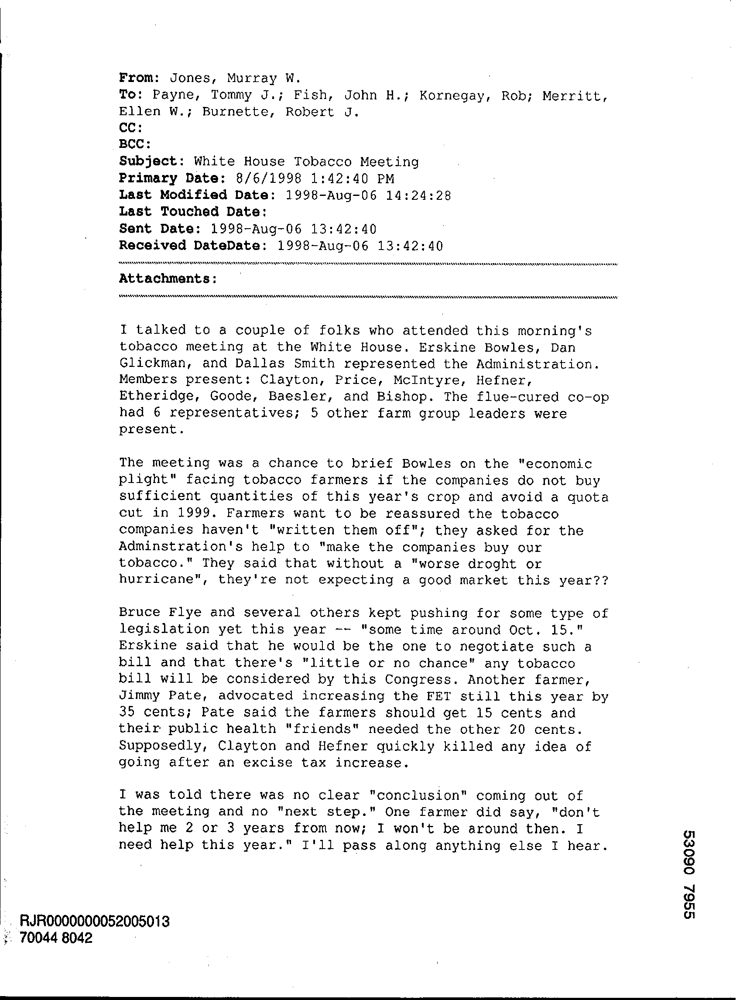 From: Jones, Murray W.
To: Payne, Tommy J.; Fish, John H.; Kornegay, Rob; Merritt,
Ellen W.; Burnette, Robert J.
CC:
BCC:
Subject: White House Tobacco Meeting
Primary Date: 8/6/1998 1:42:40 PM
Last Modified Date: 1998-Aug-06 14:24:28
Last Touched Date:
Sent Date: 1998-Aug-06 13:42:40
Received DateDate: 1998-Aug-06 13:42:40
Attachments:
I talked to a couple of folks who attended this morning's
tobacco meeting at the White House. Erskine Bowles, Dan
Glickman, and Dallas Smith represented the Administration.
Members present: Clayton, Price, McIntyre, Hefner,
Etheridge, Goode, Baesler, and Bishop. The flue-cured co-op
had 6 representatives; 5 other farm group leaders were
present.
The meeting was a chance to brief Bowles on the "economic
plight" facing tobacco farmers if the companies do not buy
sufficient quantities of this year's crop and avoid a quota
cut in 1999. Farmers want to be reassured the tobacco
companies haven't "written them off"; they asked for the
Adminstration's help to "make the companies buy our
tobacco." They said that without a "worse droght or
hurricane", they're not expecting a good market this year??
Bruce Flye and several others kept pushing for some type of
legislation yet this year -- "some time around Oct. 15."
Erskine said that he would be the one to negotiate such a
bill and that there's "little or no chance" any tobacco
bill will be considered by this Congress. Another farmer,
Jimmy Pate, advocated increasing the FET still this year by
35 cents; Pate said the farmers should get 15 cents and
their public health "friends" needed the other 20 cents.
Supposedly, Clayton and Hefner quickly killed any idea of
going after an excise tax increase.
I was told there was no clear "conclusion" coming out of
the meeting and no "next step." One farmer did say, "don't
help me 2 or 3 years from now; I won't be around then. I
need help this year." I'll pass along anything else I hear.
53090 7955
RJR0000000052005013
70044 8042